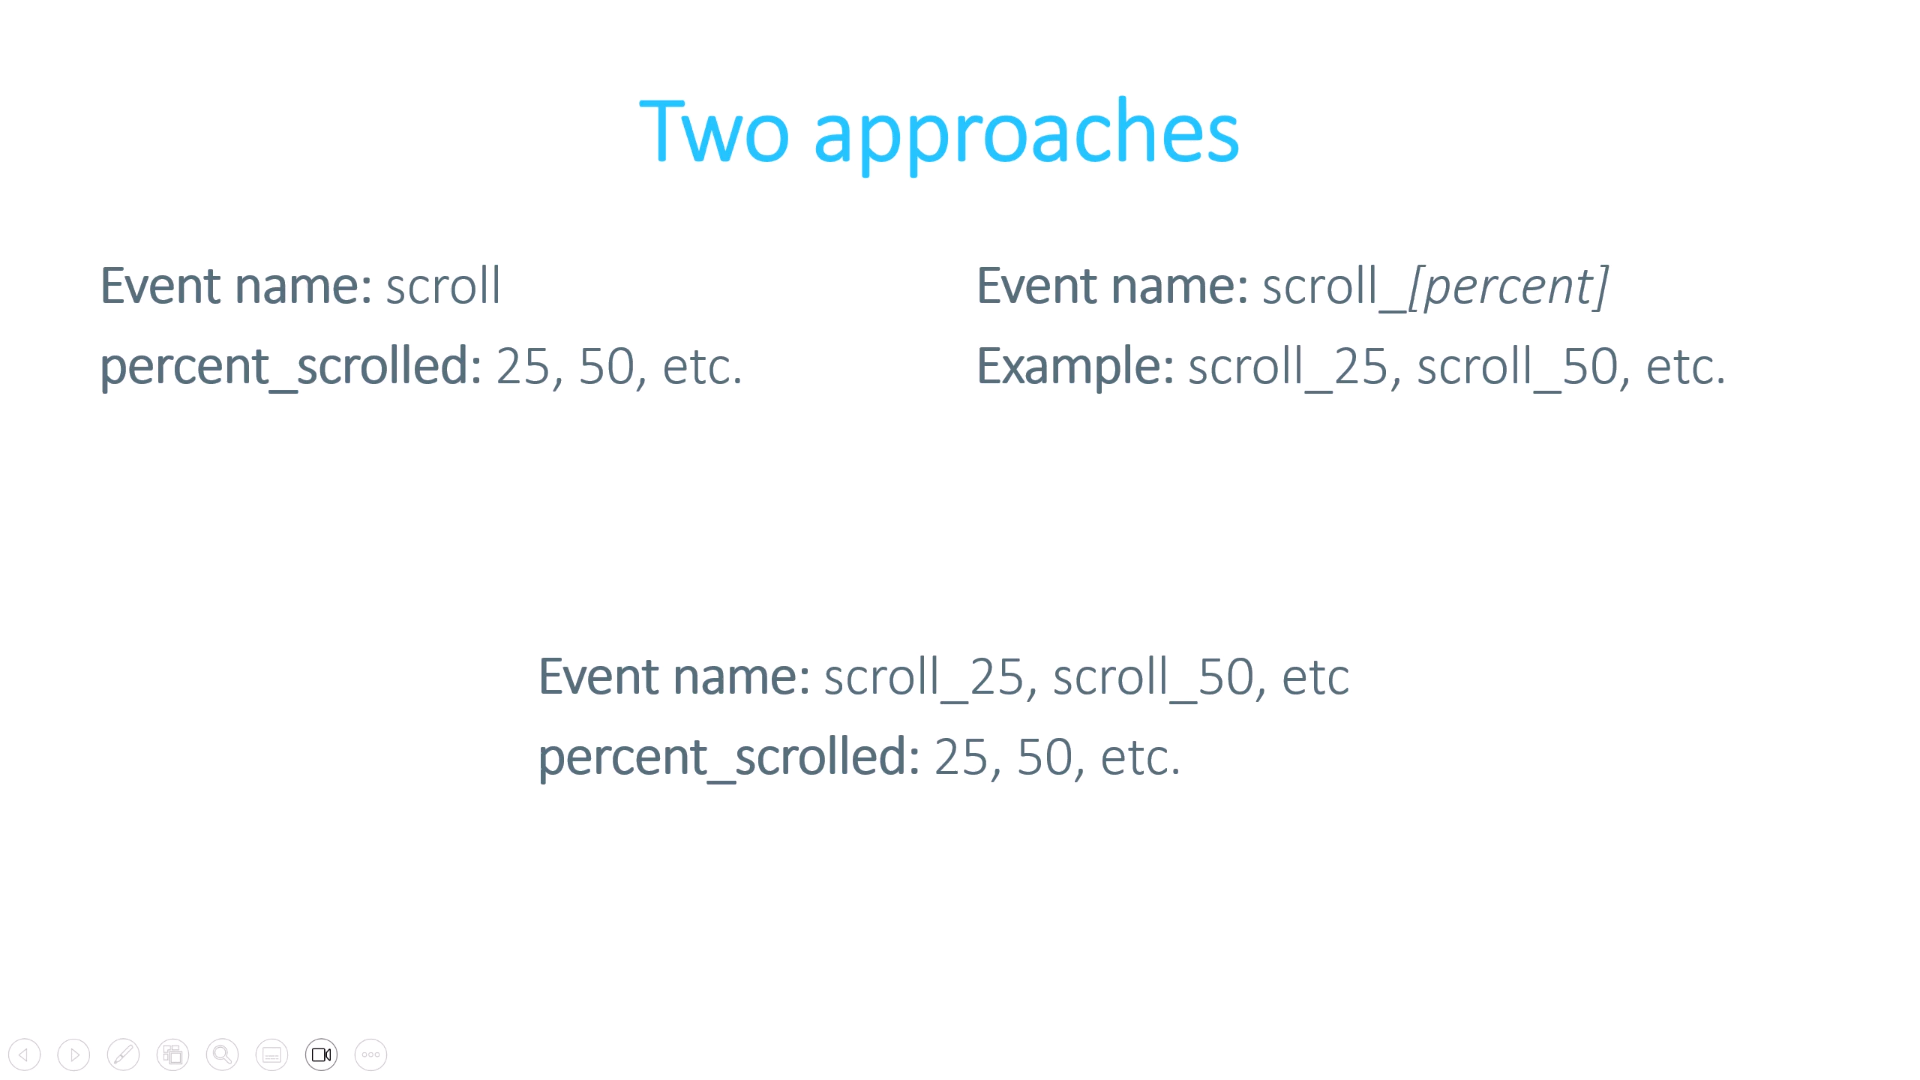 Two approaches
Event name: scroll
percent_scrolled: 25, 50, etc.
Event name: scroll_[percent]
Example: scroll_25, scroll_50, etc.
Event name: scroll_25, scroll_50, etc
percent_scrolled: 25, 50, etc.